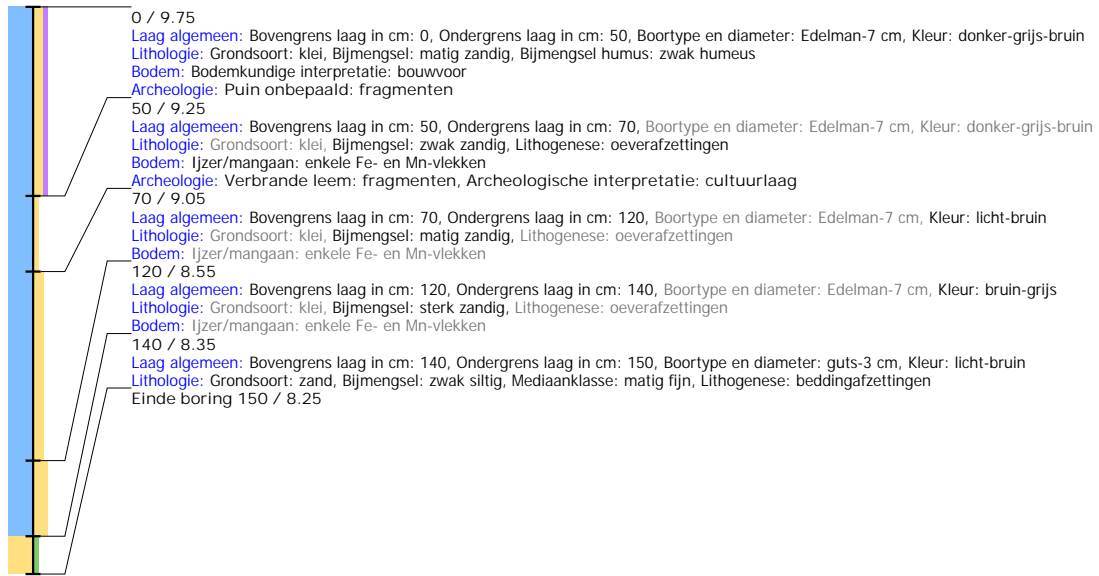 0 / 9.75
Laag algemeen: Bovengrens laag in cm: 0, Ondergrens laag in cm: 50, Boortype en diameter: Edelman-7 cm, Kleur: donker-grijs-bruin
Lithologie: Grondsoort: klei, Bijmengsel: matig zandig, Bijmengsel humus: zwak humeus
Bodem: Bodemkundige interpretatie: bouwvoor
Archeologie: Puin onbepaald: fragmenten
50 / 9.25
Laag algemeen: Bovengrens laag in cm: 50, Ondergrens laag in cm: 70, Boortype en diameter: Edelman-7 cm, Kleur: donker-grijs-bruin
Lithologie: Grondsoort: klei, Bijmengsel: zwak zandig, Lithogenese: oeverafzettingen
Bodem: Ijzer/mangaan: enkele Fe- en Mn-vlekken
Archeologie: Verbrande leem: fragmenten, Archeologische interpretatie: cultuurlaag
70 / 9.05
Laag algemeen: Bovengrens laag in cm: 70, Ondergrens laag in cm: 120, Boortype en diameter: Edelman-7 cm, Kleur: licht-bruin
Lithologie: Grondsoort: klei, Bijmengsel: matig zandig, Lithogenese: oeverafzettingen
Bodem: Ijzer/mangaan: enkele Fe- en Mn-vlekken
120 / 8.55
Laag algemeen: Bovengrens laag in cm: 120, Ondergrens laag in cm: 140, Boortype en diameter: Edelman-7 cm, Kleur: bruin-grijs
Lithologie: Grondsoort: klei, Bijmengsel: sterk zandig, Lithogenese: oeverafzettingen
Bodem: Ijzer/mangaan: enkele Fe- en Mn-vlekken
140 / 8.35
Laag algemeen: Bovengrens laag in cm: 140, Ondergrens laag in cm: 150, Boortype en diameter: guts-3 cm, Kleur: licht-bruin
Lithologie: Grondsoort: zand, Bijmengsel: zwak siltig, Mediaanklasse: matig fijn, Lithogenese: beddingafzettingen
Einde boring 150 / 8.25